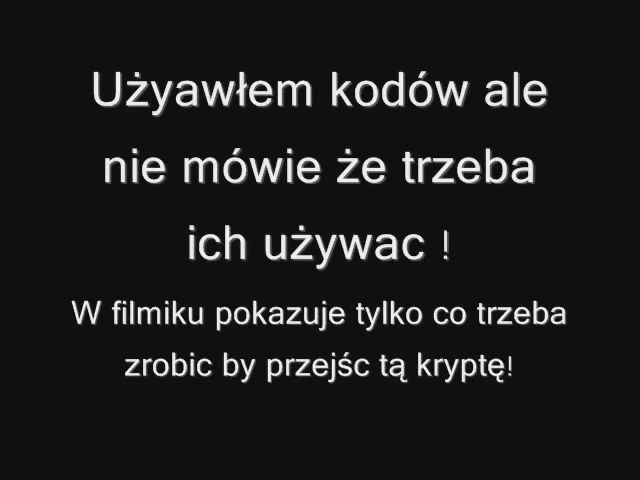 Użyawłem kodów ale
nie mówie że trzeba
ich używac !
W filmiku pokazuje tylko co trzeba
zrobic by przejśc tą kryptę!